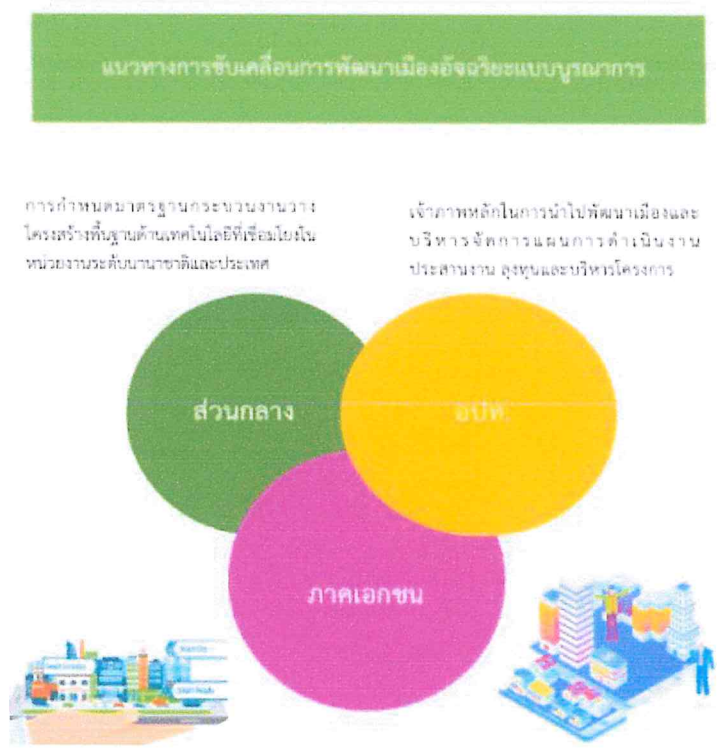 แนวทางการขับเคลื่อนการพัฒนาเมืองอัจฉริยะแบบบูรณาการ
การกำหนดมาตรฐานกระบวนงานวาง
โครงสร้างพื้นฐานด้านเทคโนโลยีที่เชื่อมโยงใน
หน่วยงานระดับนานาชาติและประเทศ
เจ้าภาพหลักในการนำไปพัฒนาเมืองและ
บริหารจัดการแผนการดำเนินงาน
ประสานงาน ลงทุนและบริหารโครงการ
ส่วนกลาง
อปท.
ภาคเอกชน